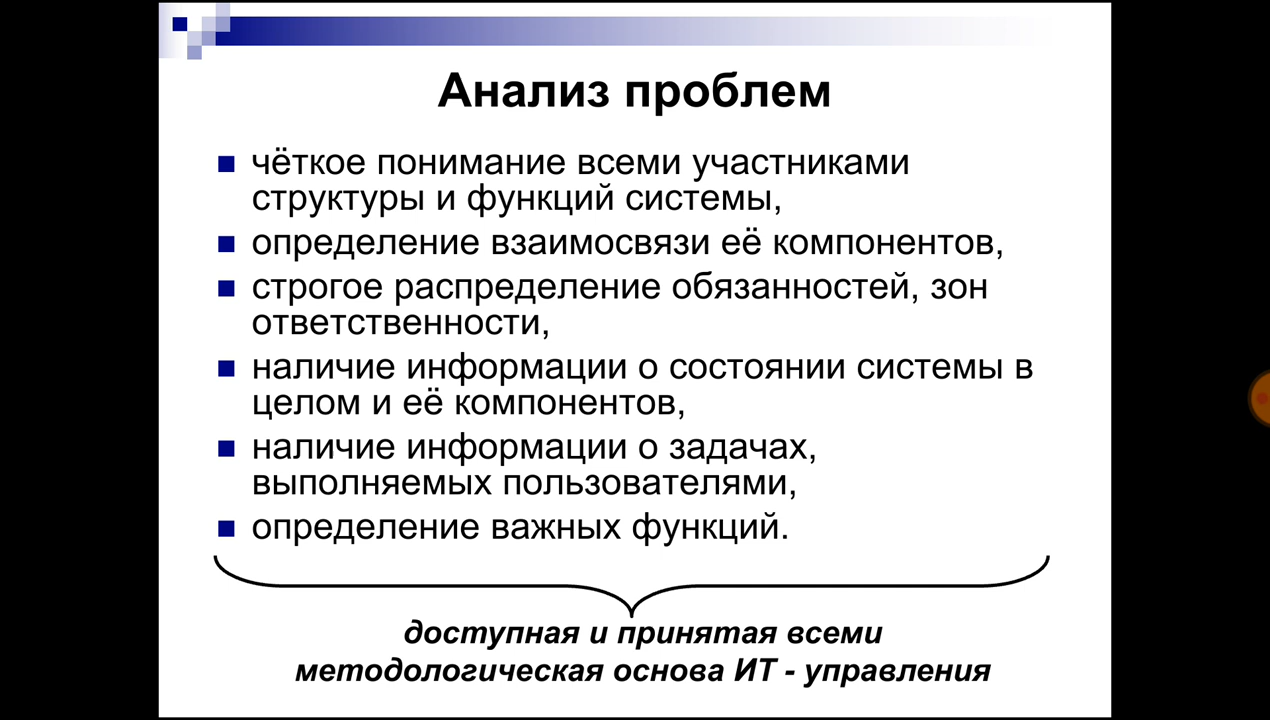 Анализ проблем
чёткое понимание всеми участниками
структуры и функций системы,
определение взаимосвязи её компонентов,
строгое распределение обязанностей, зон
ответственности,
наличие информации о состоянии системы в
целом и её компонентов,
наличие информации о задачах,
выполняемых пользователями,
определение важных функций.
доступная и принятая всеми
методологическая основа ИТ - управления